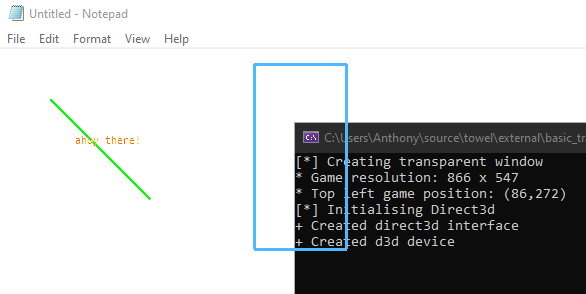 Untitled - Notepad
File Edit Format View Help
ahoy there!
C:\Users\Anthony\source\towel\external\basic_tr
[*] Creating transparent window
* Game resolution: 866 x 547
* Top left game position: (86,272)
[*] Initialising Direct3d
+ Created direct3d interface
+ Created d3d device